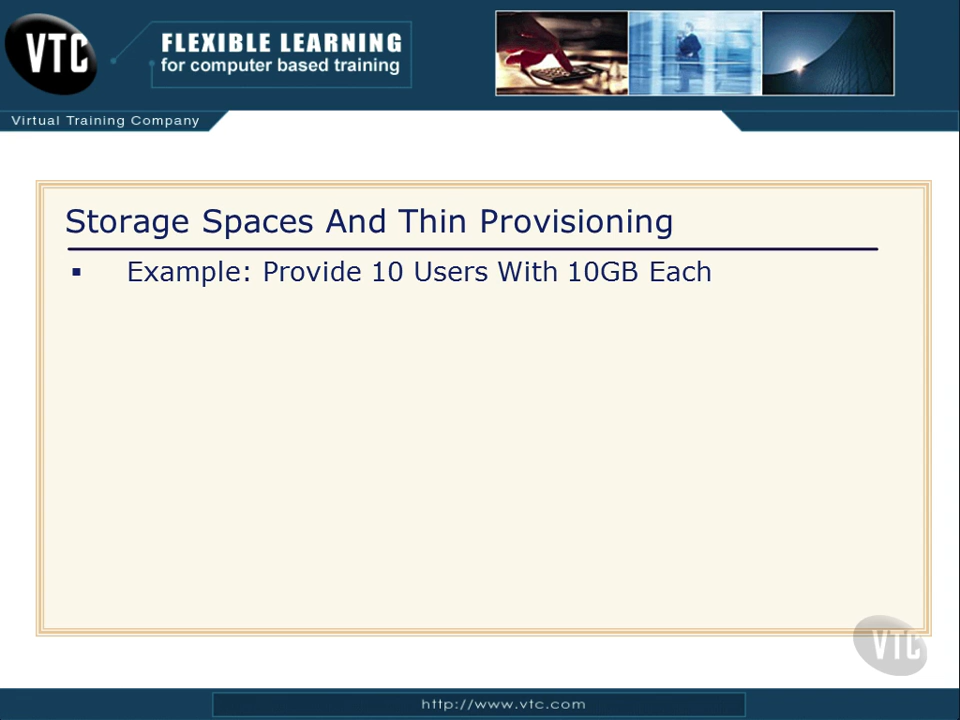 VTC
FLEXIBLE LEARNING
for computer based training
Virtual Training Company
Storage Spaces And Thin Provisioning
▪ Example: Provide 10 Users With 10GB Each
VTC
http://www.vtc.com